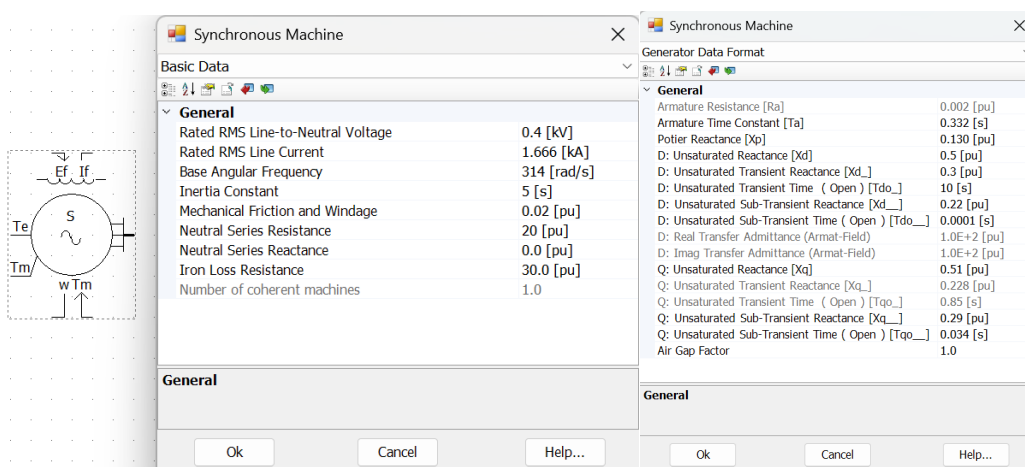 Ef If
S
Te
Tm
w Tm
Synchronous Machine
Basic Data
General
Rated RMS Line-to-Neutral Voltage 0.4 [kV]
Rated RMS Line Current 1.666 [kA]
Base Angular Frequency 314 [rad/s]
Inertia Constant 5 [s]
Mechanical Friction and Windage 0.02 [pu]
Neutral Series Resistance 20 [pu]
Neutral Series Reactance 0.0 [pu]
Iron Loss Resistance 30.0 [pu]
Number of coherent machines 1.0
General
Ok Cancel Help...
Synchronous Machine
Generator Data Format
General
Armature Resistance [Ra] 0.002 [pu]
Armature Time Constant [Ta] 0.332 [s]
Potier Reactance [Xp] 0.130 [pu]
D: Unsaturated Reactance [Xd] 0.5 [pu]
D: Unsaturated Transient Reactance [Xd_] 0.3 [pu]
D: Unsaturated Transient Time ( Open ) [Tdo_] 10 [s]
D: Unsaturated Sub-Transient Reactance [Xd__] 0.22 [pu]
D: Unsaturated Sub-Transient Time ( Open ) [Tdo__] 0.0001 [s]
D: Real Transfer Admittance (Armat-Field) 1.0E+2 [pu]
D: Imag Transfer Admittance (Armat-Field) 1.0E+2 [pu]
Q: Unsaturated Reactance [Xq] 0.51 [pu]
Q: Unsaturated Transient Reactance [Xq_] 0.228 [pu]
Q: Unsaturated Transient Time ( Open ) [Tqo_] 0.85 [s]
Q: Unsaturated Sub-Transient Reactance [Xq__] 0.29 [pu]
Q: Unsaturated Sub-Transient Time ( Open ) [Tqo__] 0.034 [s]
Air Gap Factor 1.0
General
Ok Cancel Help...